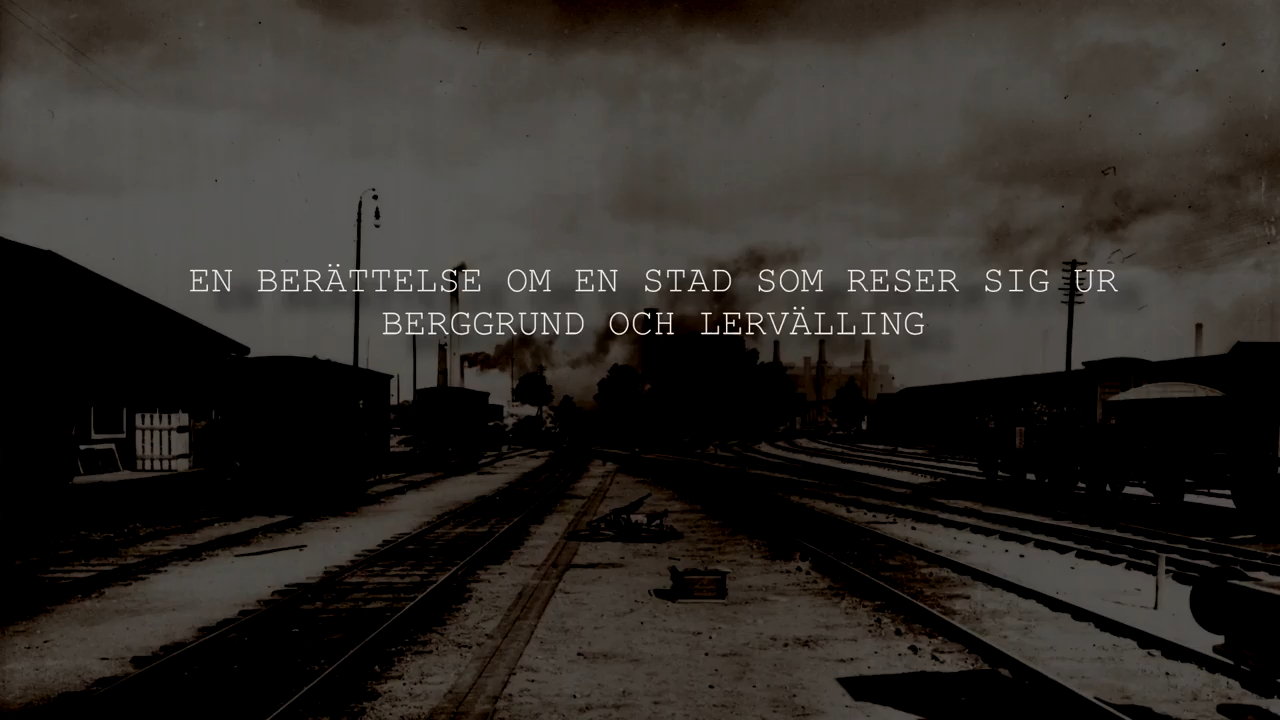 EN BERÄTTELSE OM EN STAD SOM RESER SIG UR
BERGGRUND OCH LERVÄLLING